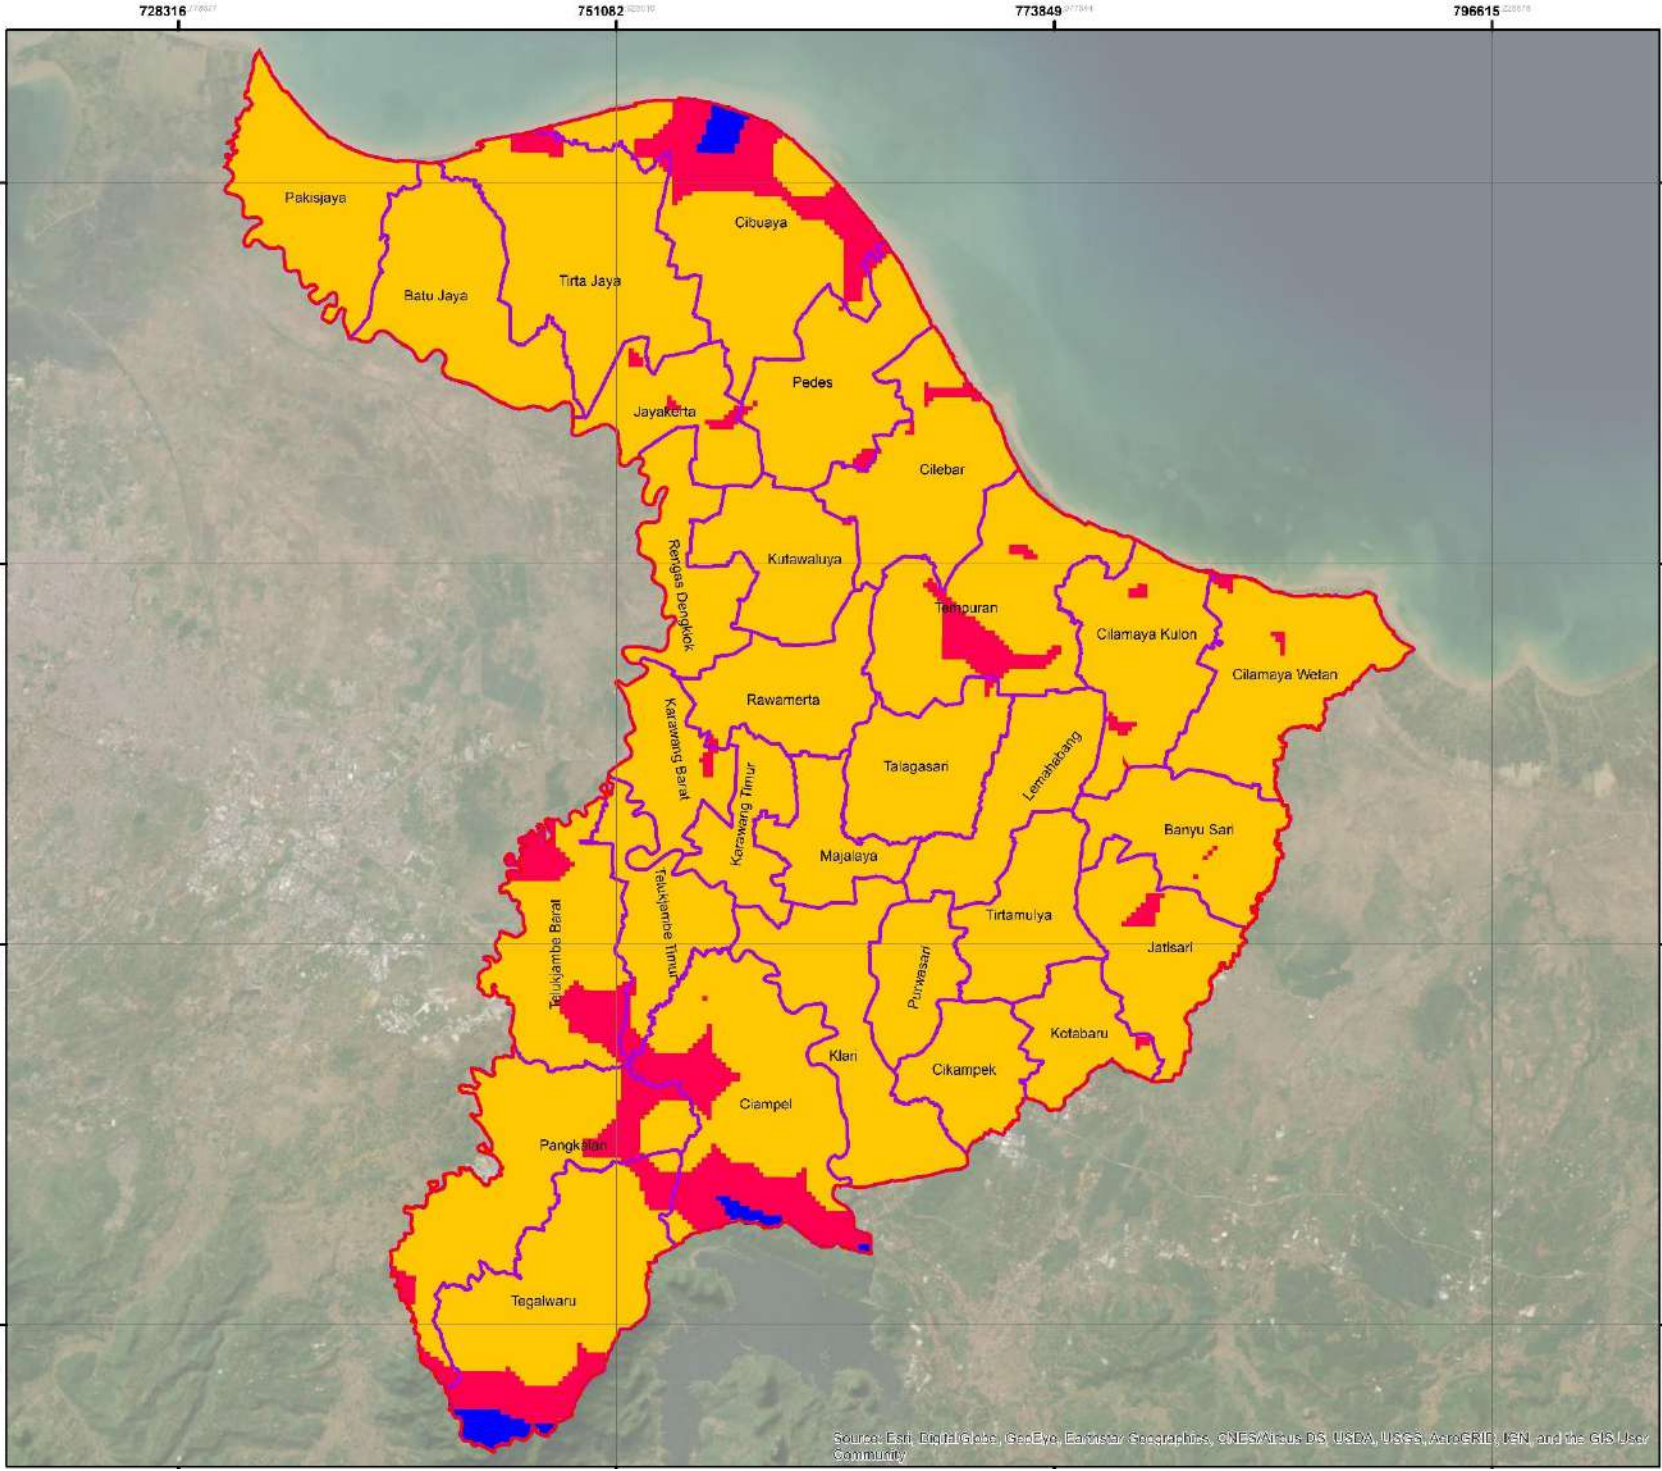 728316
751082
773849
796615
Pakisjaya
Cibuaya
Tirta Jaya
Batu Jaya
Pedes
Jayakerta
Cilebar
Kutawaluya
Rengas Dengklok
Tempuran
Cilamaya Kulon
Cilamaya Wetan
Rawamerta
Karawang Barat
Talagasari
Lemahabang
Karawang Timur
Banyu Sari
Majalaya
Telukjambe Timur
Telukjambe Barat
Tirtamulya
Jatisari
Purwasari
Kotabaru
Klari
Cikampek
Ciampel
Pangkalan
Tegalwaru
Source: Esri, DigitalGlobe, GeoEye, Earthstar Geographics, CNES/Airbus DS, USDA, USGS, AeroGRID, IGN, and the GIS User
Community